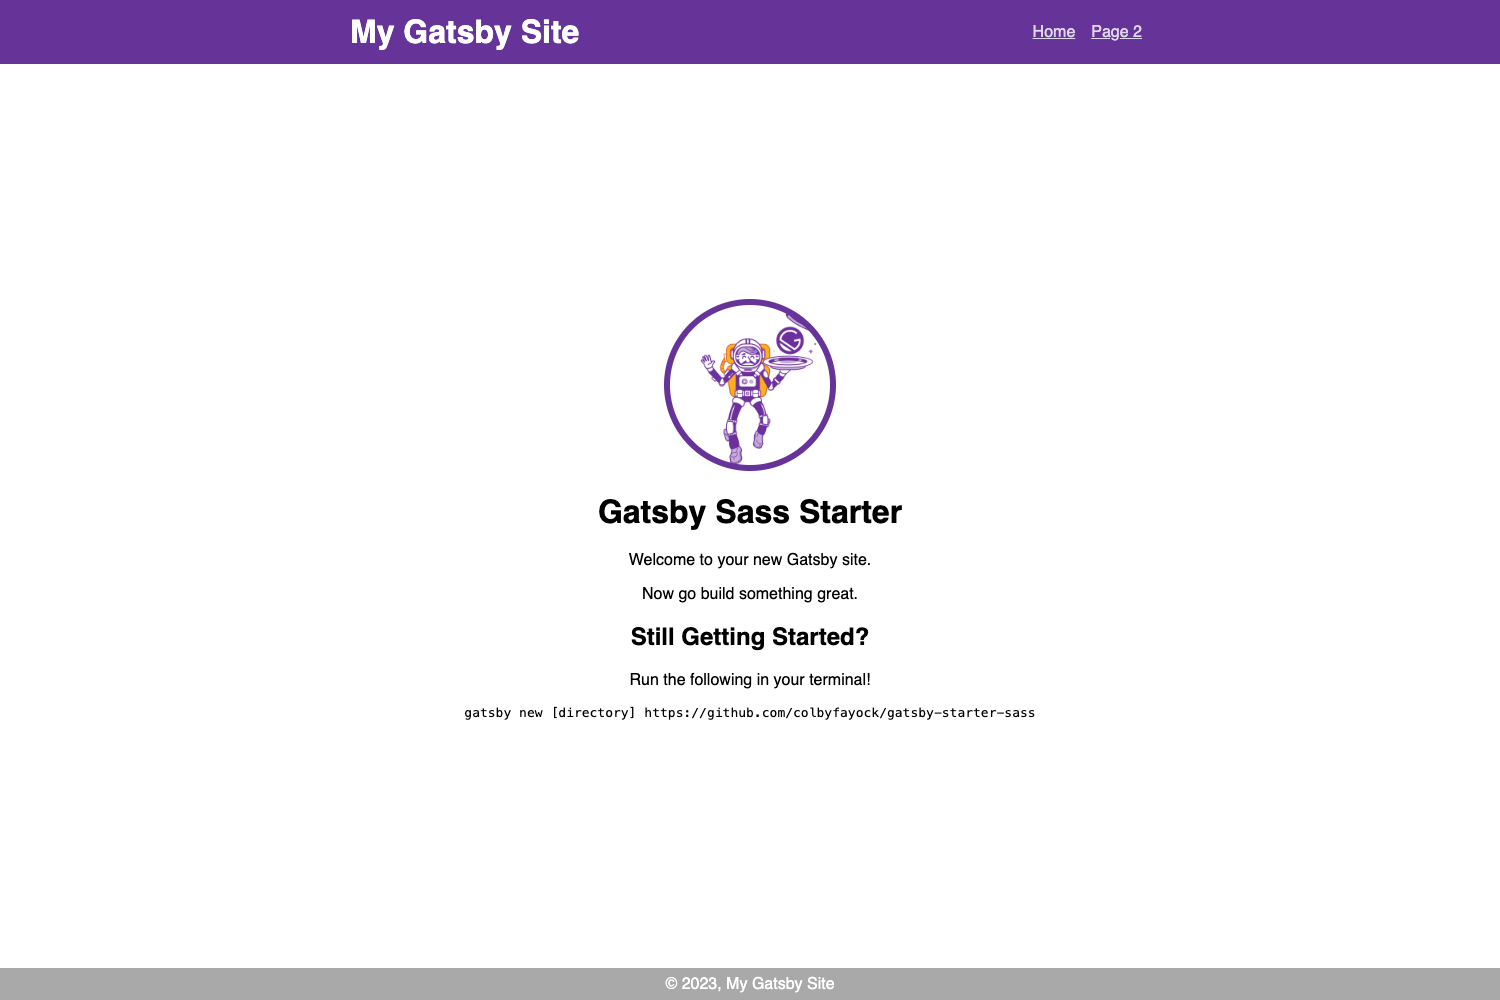 My Gatsby Site
Home Page 2
Gatsby Sass Starter
Welcome to your new Gatsby site.
Now go build something great.
Still Getting Started?
Run the following in your terminal!
gatsby new [directory] https://github.com/colbyfayock/gatsby-starter-sass
© 2023, My Gatsby Site